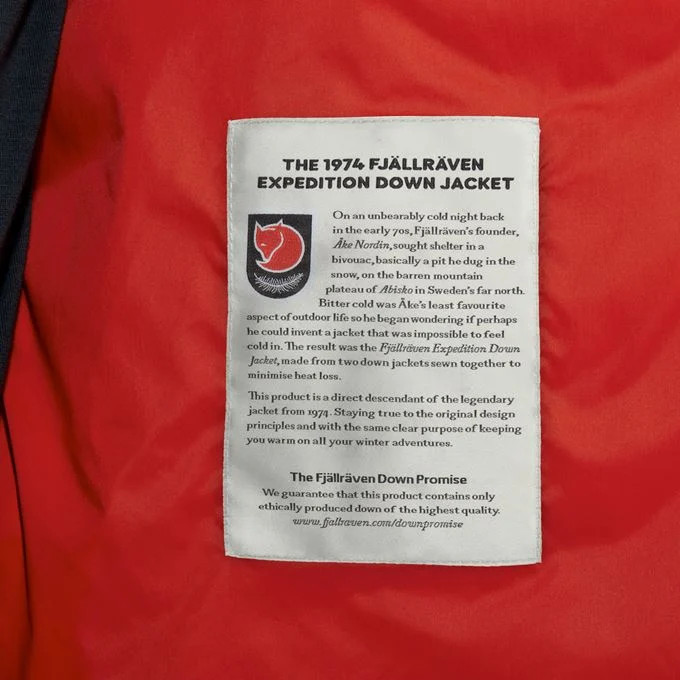 THE 1974 FJÄLLRÄVEN
EXPEDITION DOWN JACKET
On an unbearably cold night back
in the early 70s, Fjällräven's founder,
Åke Nordin, sought shelter in a
bivouac, basically a pit he dug in the
snow, on the barren mountain
plateau of Abisko in Sweden's far north.
Bitter cold was Åke's least favourite
aspect of outdoor life so he began wondering if perhaps
he could invent a jacket that was impossible to feel
cold in. The result was the Fjällräven Expedition Down
Jacket, made from two down jackets sewn together to
minimise heat loss.
This product is a direct descendant of the legendary
jacket from 1974. Staying true to the original design
principles and with the same clear purpose of keeping
you warm on all your winter adventures.
The Fjällräven Down Promise
We guarantee that this product contains only
ethically produced down of the highest quality.
www.fjallraven.com/downpromise